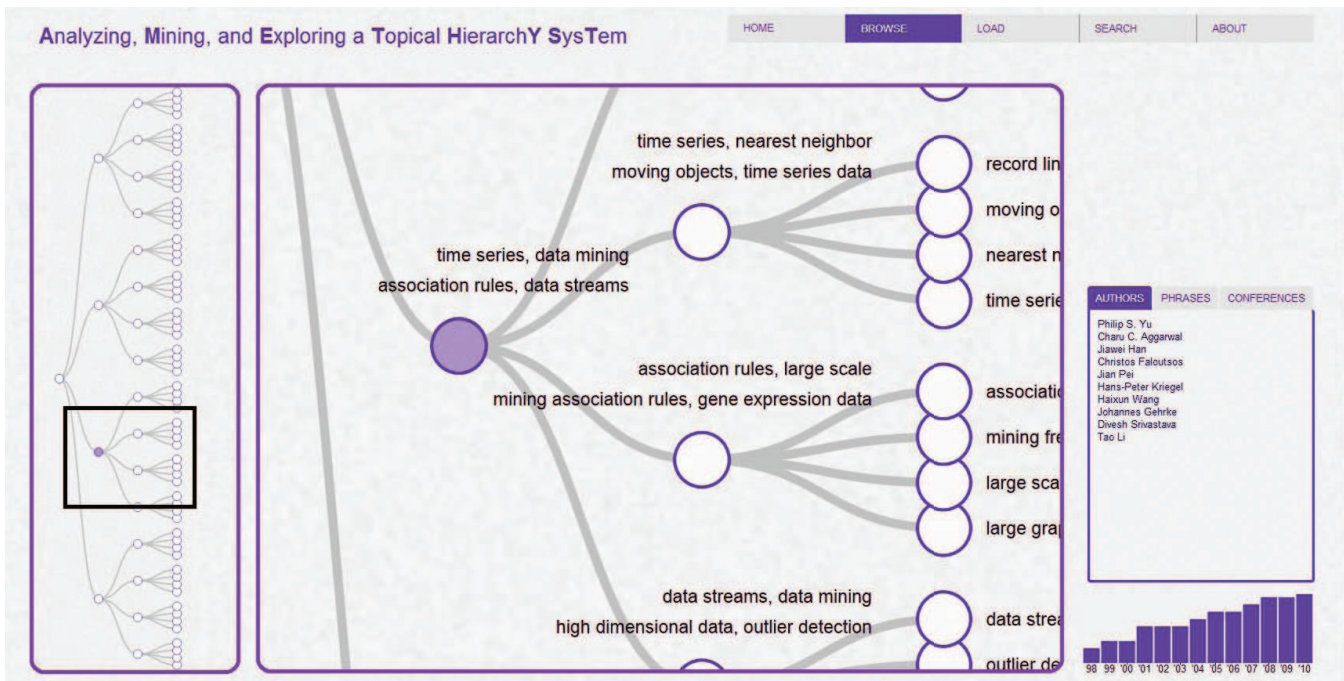 Analyzing, Mining, and Exploring a Topical HierarchY SysTem
HOME
BROWSE
LOAD
SEARCH
ABOUT
time series, nearest neighbor
moving objects, time series data
record lin
moving o
nearest n
time serie
time series, data mining
association rules, data streams
association rules, large scale
mining association rules, gene expression data
associatio
mining fre
large sca
large grap
data streams, data mining
high dimensional data, outlier detection
data strea
outlier de
AUTHORS PHRASES CONFERENCES
Philip S. Yu
Charu C. Aggarwal
Jiawei Han
Christos Faloutsos
Jian Pei
Hans-Peter Kriegel
Haixun Wang
Johannes Gehrke
Divesh Srivastava
Tao Li
98 99 '00 '01 '02 '03 '04 '05 '06 '07 '08 '09 '10